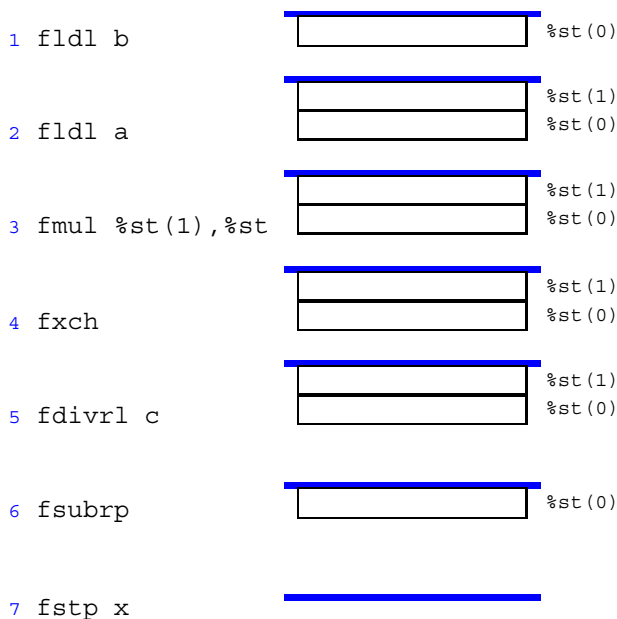 %st(0)
1 fldl b
%st(1)
%st(0)
2 fldl a
%st(1)
%st(0)
3 fmul %st(1),%st
%st(1)
%st(0)
4 fxch
%st(1)
%st(0)
5 fdivrl c
%st(0)
6 fsubrp
7 fstp x